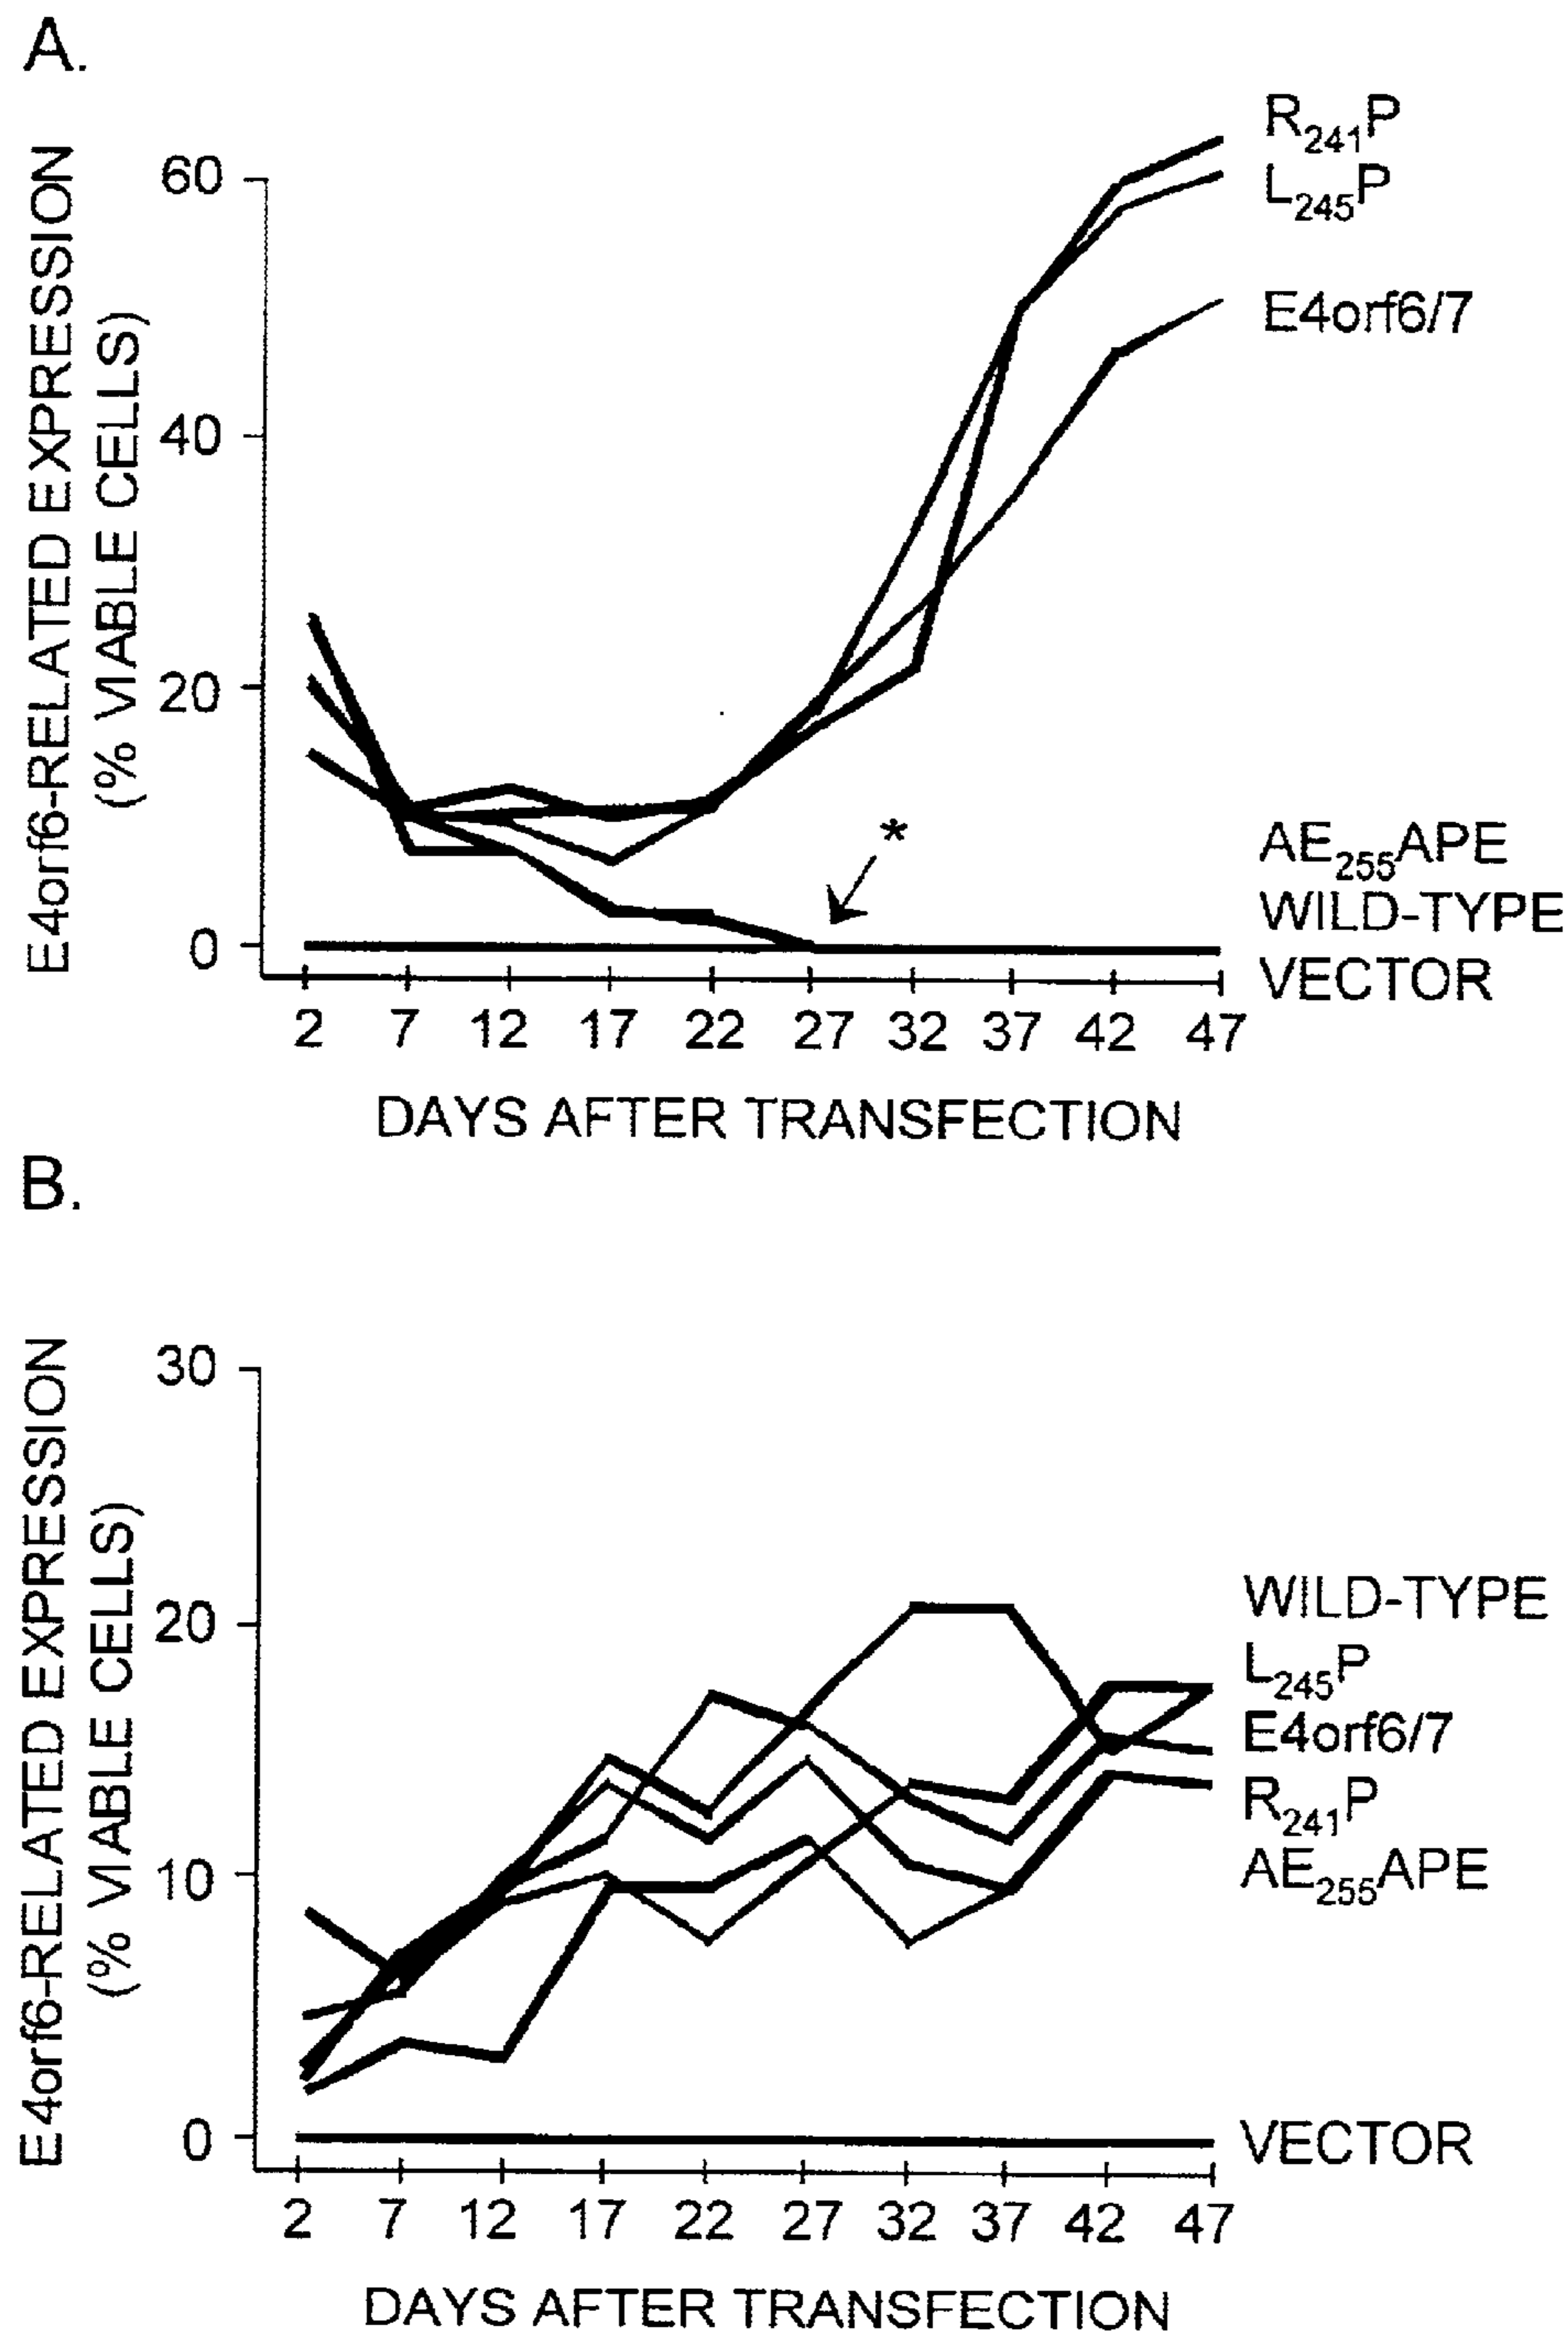 A.
E4orf6-RELATED EXPRESSION
(% VIABLE CELLS)
60
40
20
0
R241P
L245P
E4orf6/7
*
AE255APE
WILD-TYPE
VECTOR
2 7 12 17 22 27 32 37 42 47
DAYS AFTER TRANSFECTION
B.
E4orf6-RELATED EXPRESSION
(% VIABLE CELLS)
30
20
10
0
WILD-TYPE
L245P
E4orf6/7
R241P
AE255APE
VECTOR
2 7 12 17 22 27 32 37 42 47
DAYS AFTER TRANSFECTION